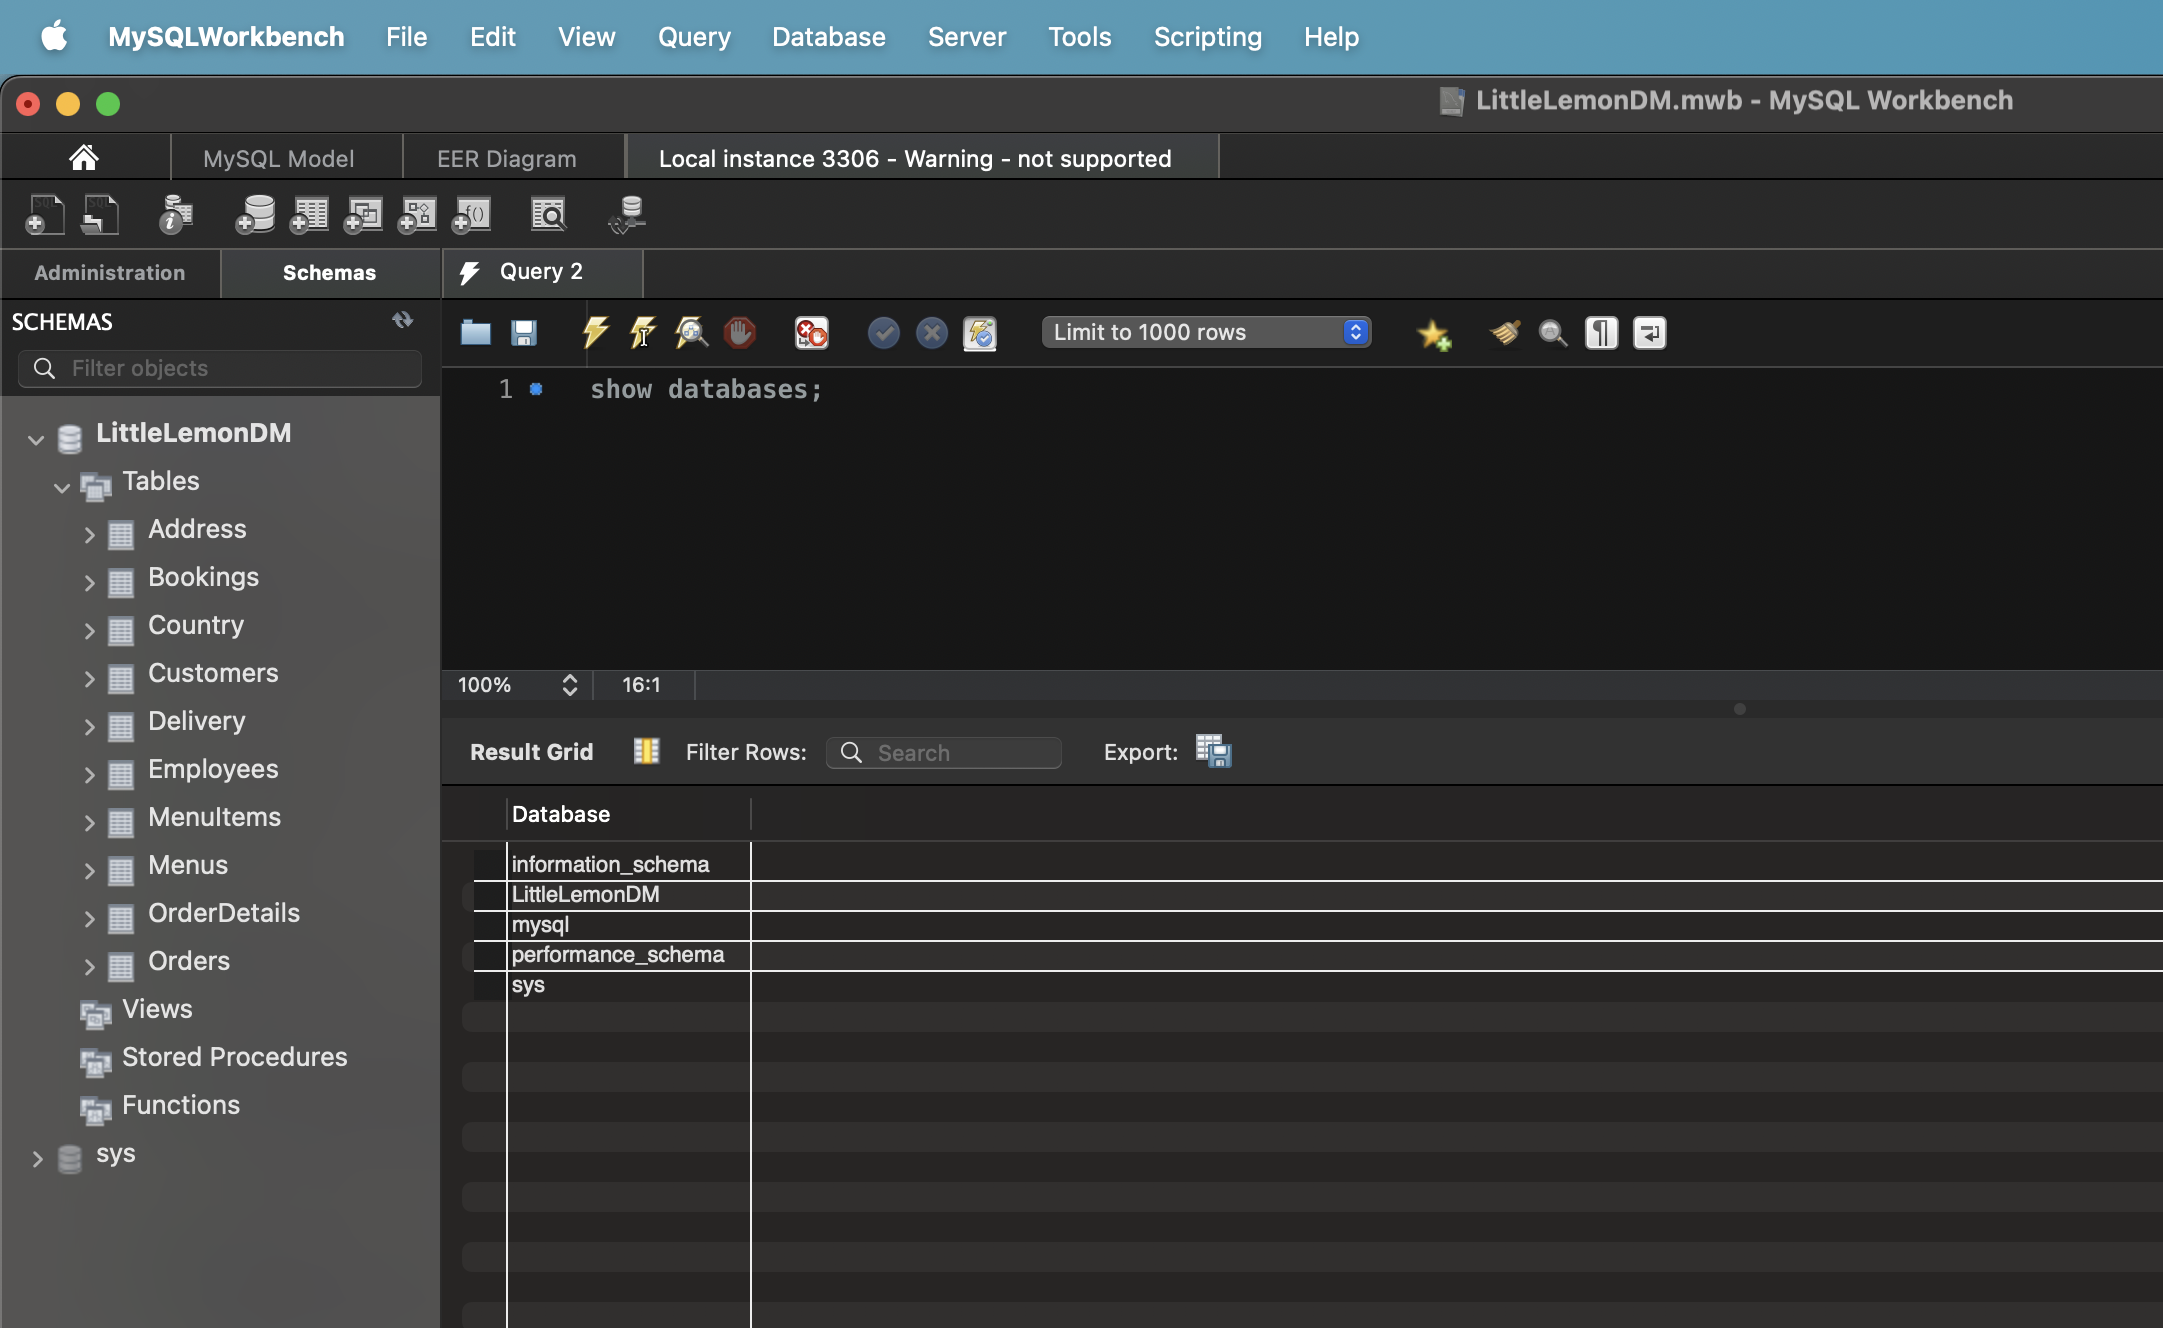 MySQLWorkbench File Edit View Query Database Server Tools Scripting Help
LittleLemonDM.mwb - MySQL Workbench
MySQL Model EER Diagram Local instance 3306 - Warning - not supported
Administration Schemas Query 2
SCHEMAS
Filter objects
Limit to 1000 rows
1 show databases;
LittleLemonDM
Tables
Address
Bookings
Country
Customers
Delivery
Employees
MenuItems
Menus
OrderDetails
Orders
Views
Stored Procedures
Functions
sys
100% 16:1
Result Grid Filter Rows: Search Export:
Database
information_schema
LittleLemonDM
mysql
performance_schema
sys